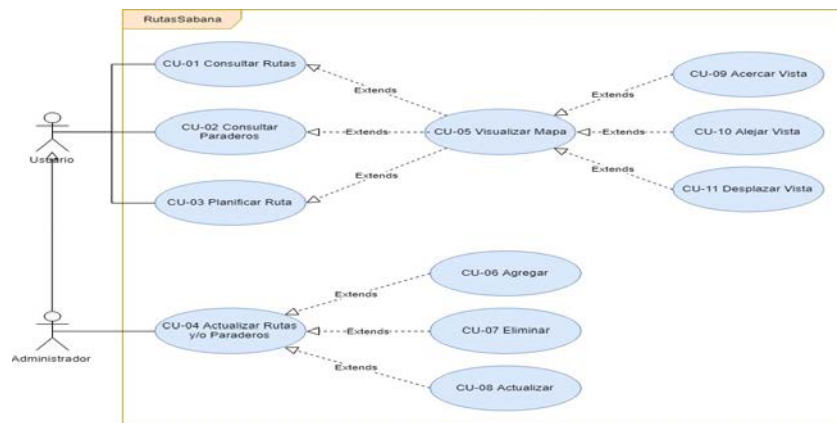 RutasSabana
CU-01 Consultar Rutas
Extends
CU-09 Acercar Vista
Extends
CU-02 Consultar
Paraderos
Extends
CU-05 Visualizar Mapa
Extends
CU-10 Alejar Vista
Usuario
Extends
Extends
CU-03 Planificar Ruta
CU-11 Desplazar Vista
CU-06 Agregar
Extends
CU-04 Actualizar Rutas
y/o Paraderos
Extends
CU-07 Eliminar
Administrador
Extends
CU-08 Actualizar